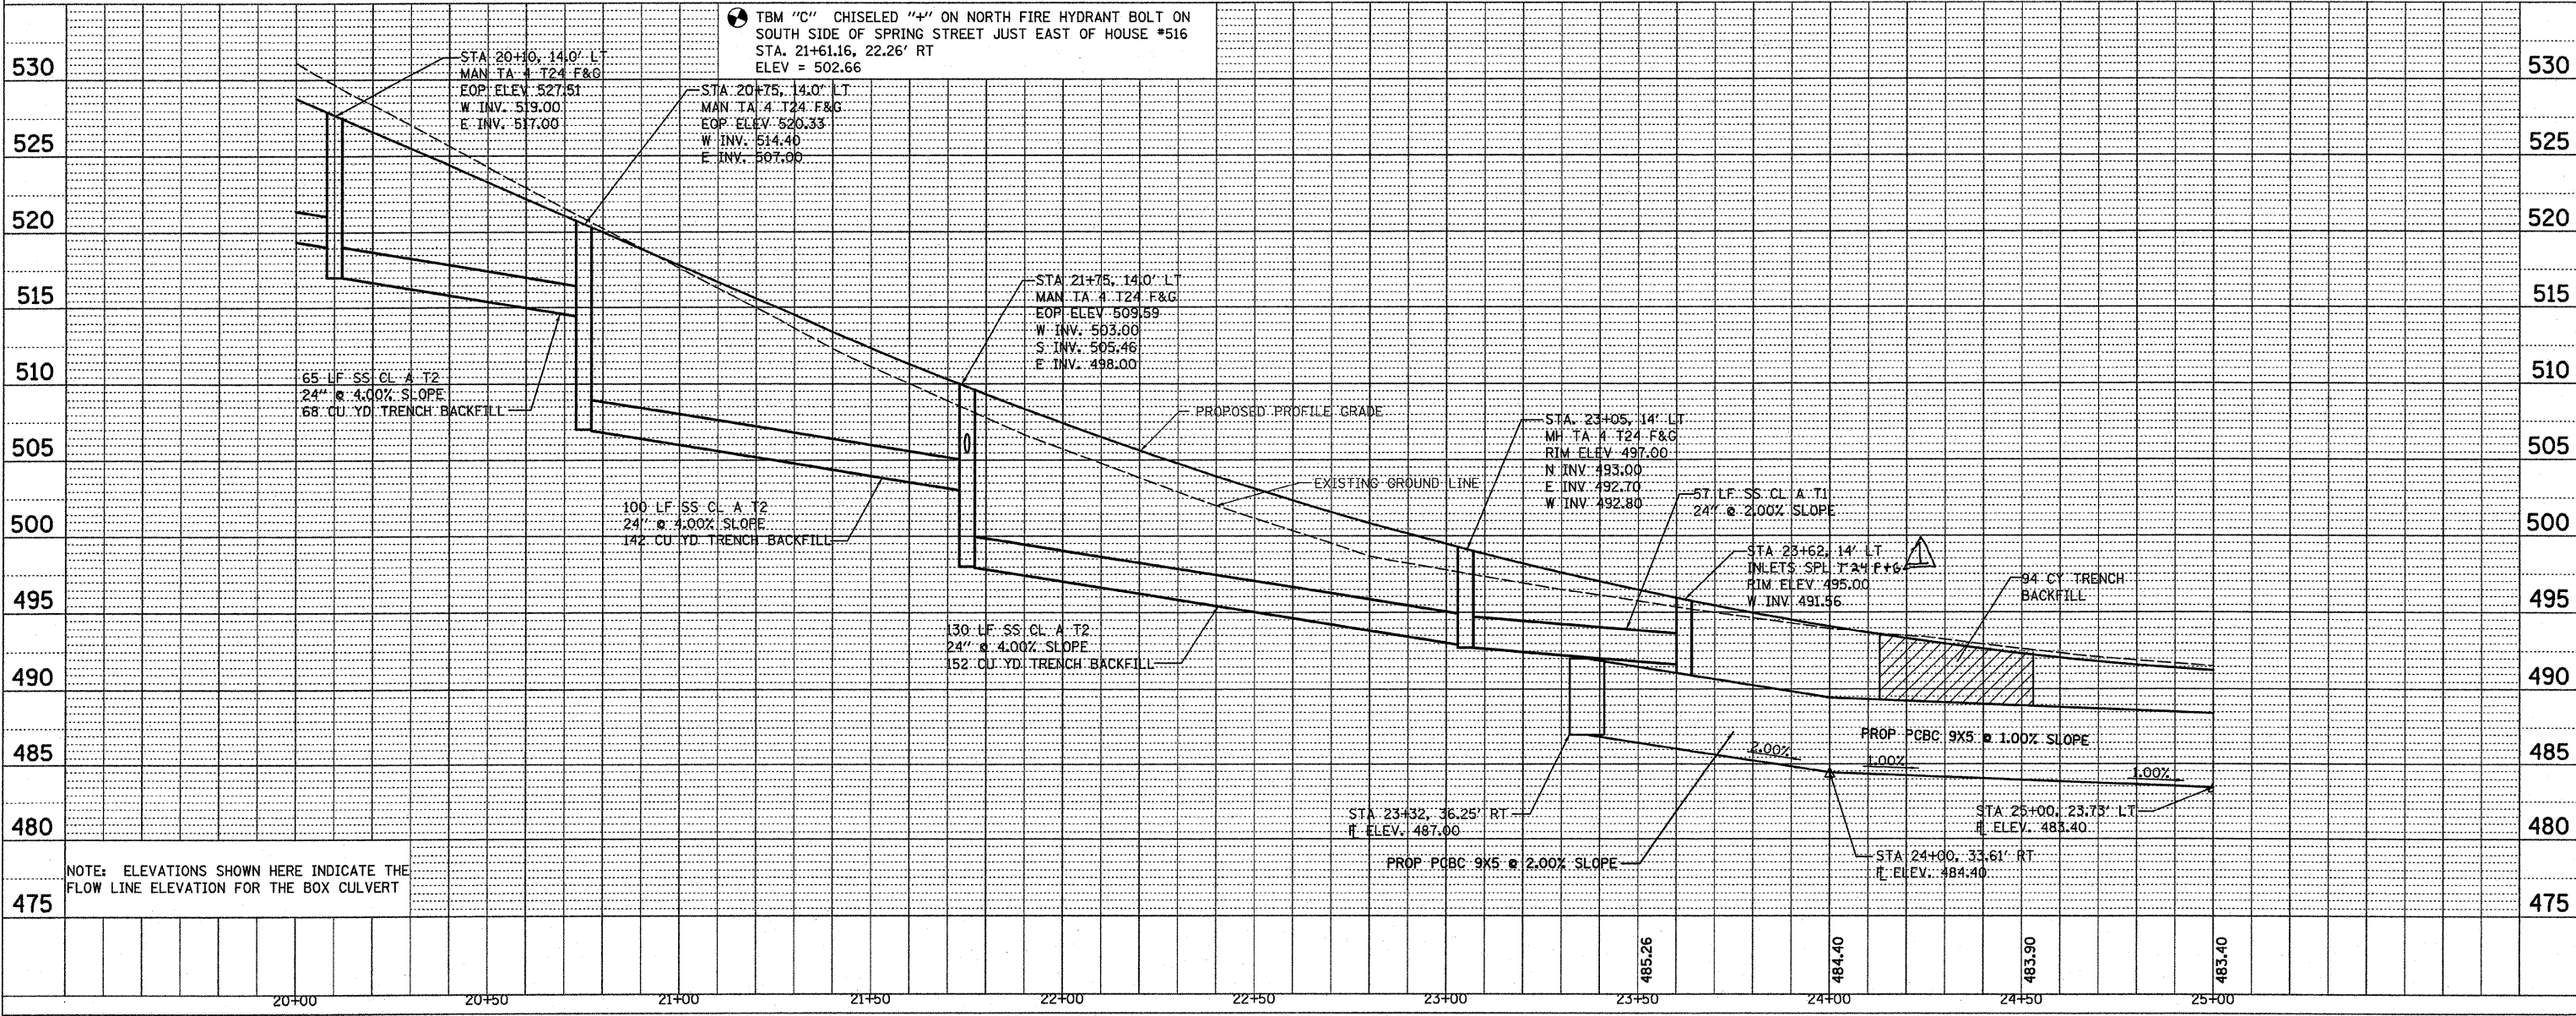 TBM "C" CHISELED "+" ON NORTH FIRE HYDRANT BOLT ON
SOUTH SIDE OF SPRING STREET JUST EAST OF HOUSE #516
STA. 21+61.16, 22.26' RT
ELEV = 502.66
530
525
520
515
510
505
500
495
490
485
480
475
STA 20+10, 14.0' LT
MAN TA 4 T24 F&G
EOP ELEV 527.51
W INV. 519.00
E INV. 517.00
STA 20+75, 14.0' LT
MAN TA 4 T24 F&G
EOP ELEV 520.33
W INV. 514.40
E INV. 507.00
STA 21+75, 14.0' LT
MAN TA 4 T24 F&G
EOP ELEV 509.59
W INV. 503.00
S INV. 505.46
E INV. 498.00
65 LF SS CL A T2
24" @ 4.00% SLOPE
68 CU YD TRENCH BACKFILL
PROPOSED PROFILE GRADE
EXISTING GROUND LINE
STA. 23+05, 14' LT
MH TA 4 T24 F&G
RIM ELEV 497.00
N INV 493.00
E INV 492.70
W INV 492.80
57 LF SS CL A T1
24" @ 2.00% SLOPE
100 LF SS CL A T2
24" @ 4.00% SLOPE
142 CU YD TRENCH BACKFILL
STA 23+62, 14' LT
INLETS SPL T24 F+G
RIM ELEV 495.00
W INV 491.56
1
94 CY TRENCH
BACKFILL
130 LF SS CL A T2
24" @ 4.00% SLOPE
152 CU YD TRENCH BACKFILL
PROP PCBC 9X5 @ 1.00% SLOPE
2.00%
1.00%
1.00%
STA 23+32, 36.25' RT
FL ELEV. 487.00
STA 25+00, 23.73' LT
FL ELEV. 483.40
PROP PCBC 9X5 @ 2.00% SLOPE
STA 24+00, 33.61' RT
FL ELEV. 484.40
NOTE: ELEVATIONS SHOWN HERE INDICATE THE
FLOW LINE ELEVATION FOR THE BOX CULVERT
530
525
520
515
510
505
500
495
490
485
480
475
485.26
484.40
483.90
483.40
20+00
20+50
21+00
21+50
22+00
22+50
23+00
23+50
24+00
24+50
25+00